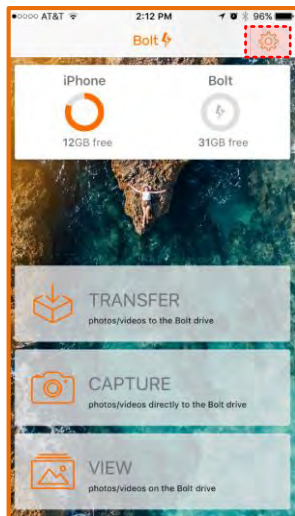 AT&T 2:12 PM 96%
Bolt
iPhone Bolt
12GB free 31GB free
TRANSFER
photos/videos to the Bolt drive
CAPTURE
photos/videos directly to the Bolt drive
VIEW
photos/videos on the Bolt drive